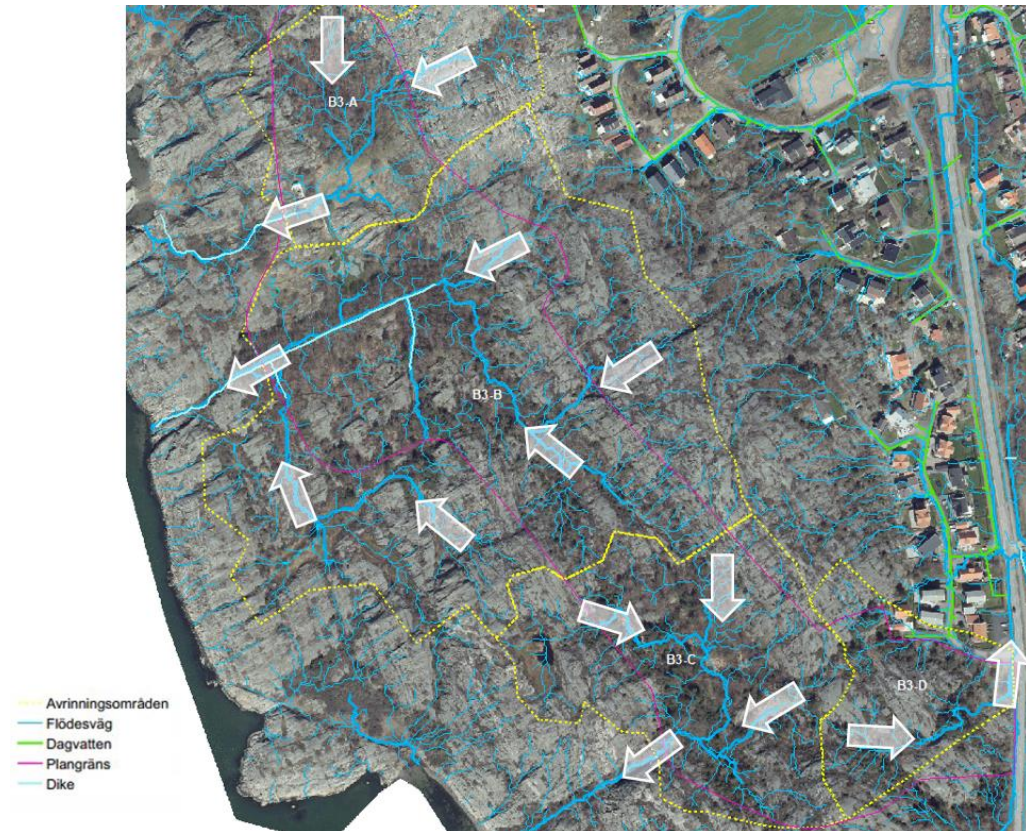 B3-A
B3-B
B3-C
B3-D
Avrinningsområden
Flödesväg
Dagvatten
Plangräns
Dike